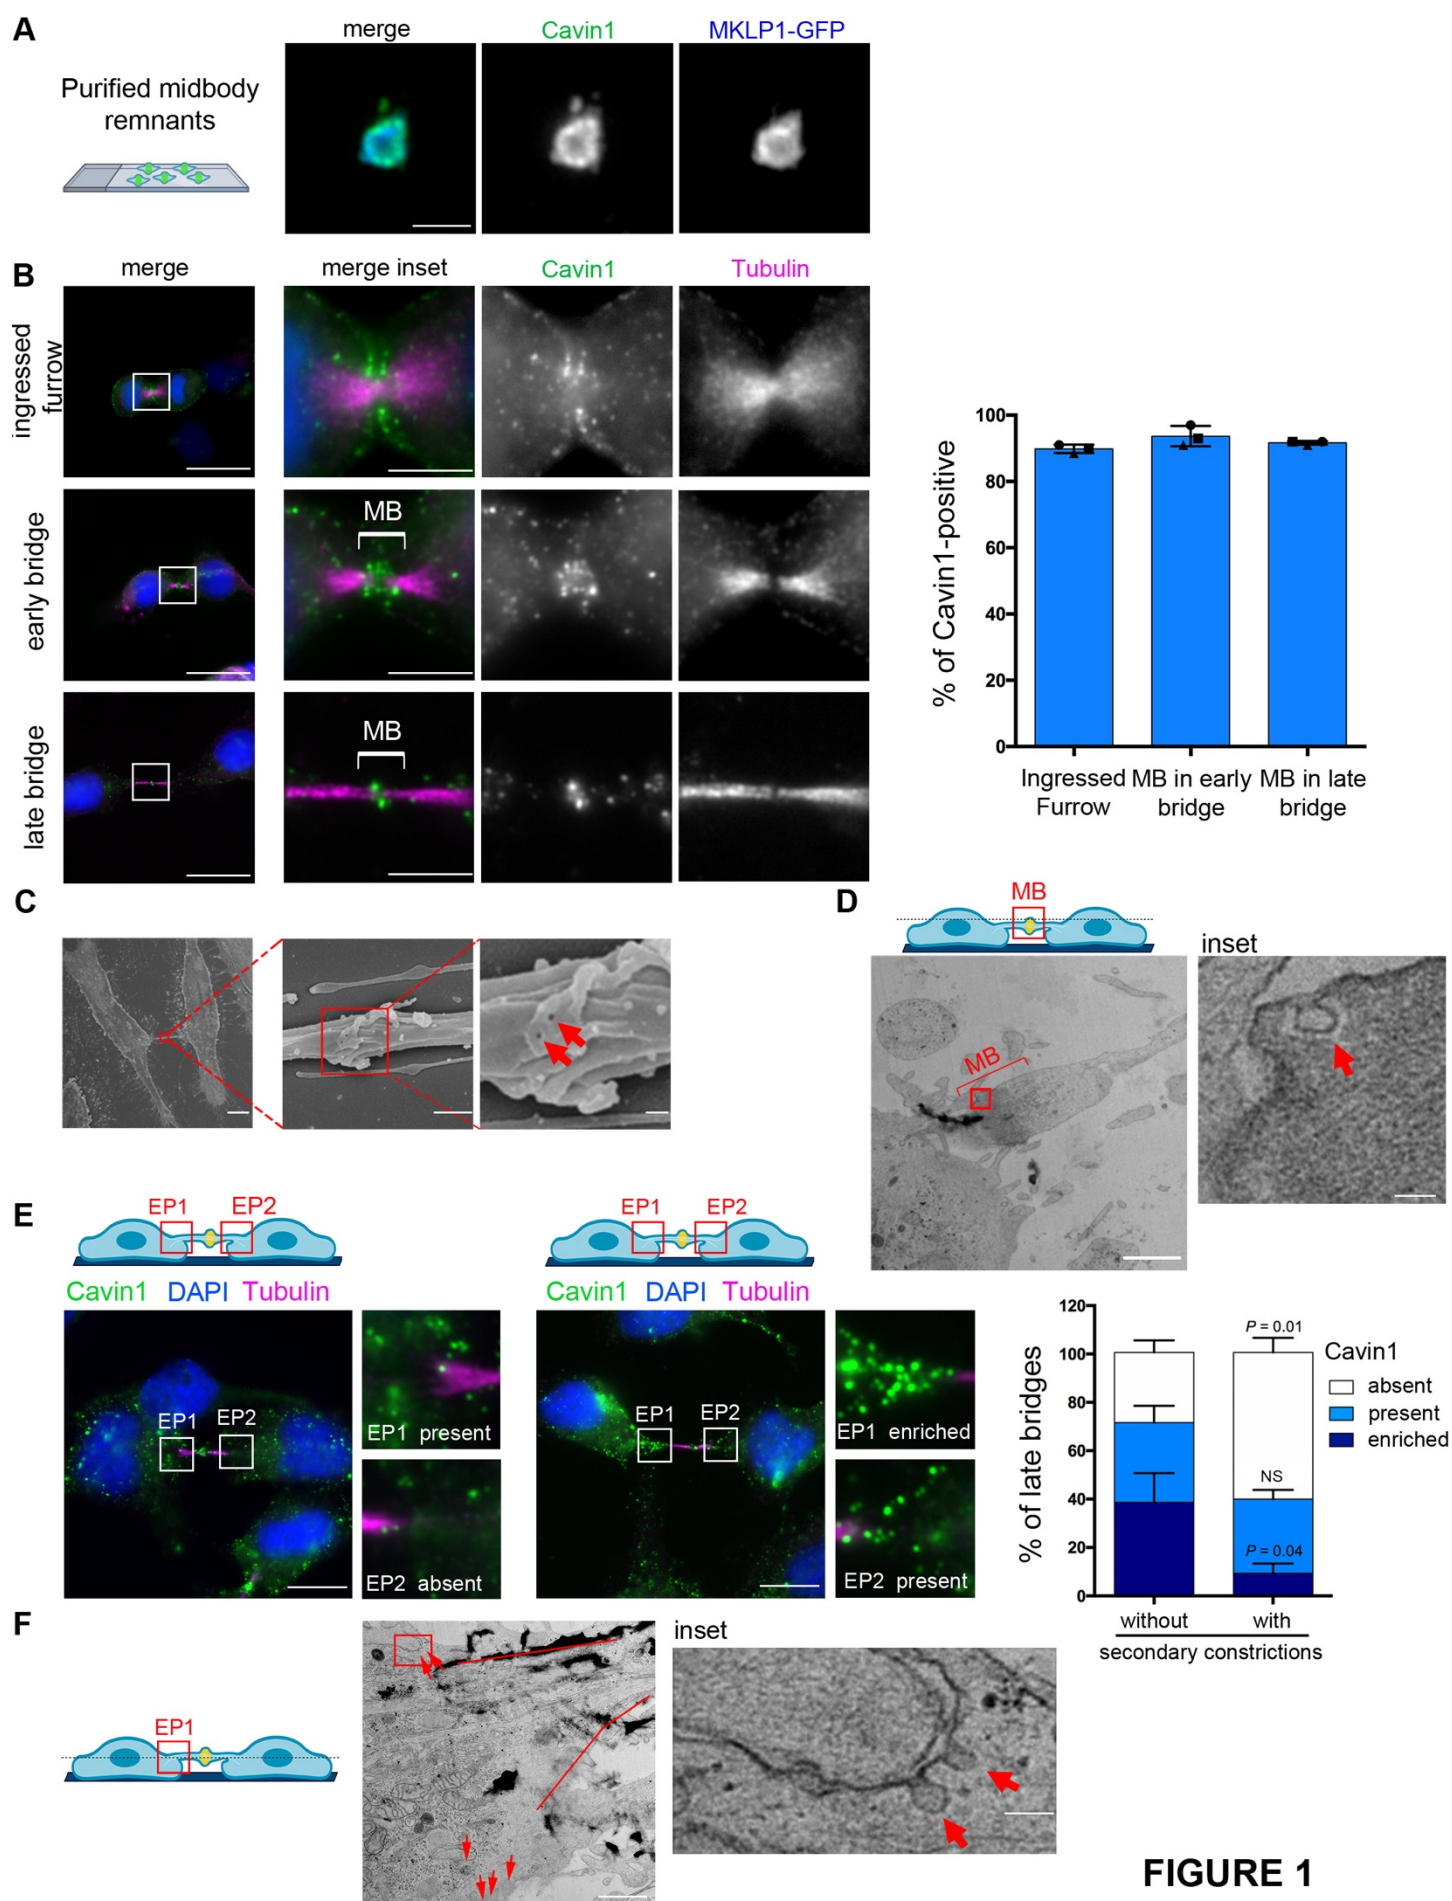 A
merge
Cavin1
MKLP1-GFP
Purified midbody
remnants
B
merge
merge inset
Cavin1
Tubulin
ingressed
furrow
early bridge
MB
late bridge
MB
% of Cavin1-positive
100
80
60
40
20
0
Ingressed
Furrow
MB in early
bridge
MB in late
bridge
C
D
MB
inset
MB
E
EP1
EP2
EP1
EP2
Cavin1 DAPI Tubulin
EP1
EP2
EP1 present
EP2 absent
Cavin1 DAPI Tubulin
EP1
EP2
EP1 enriched
EP2 present
% of late bridges
120
100
80
60
40
20
0
P = 0.01
NS
P = 0.04
Cavin1
absent
present
enriched
without
with
secondary constrictions
F
EP1
inset
FIGURE 1